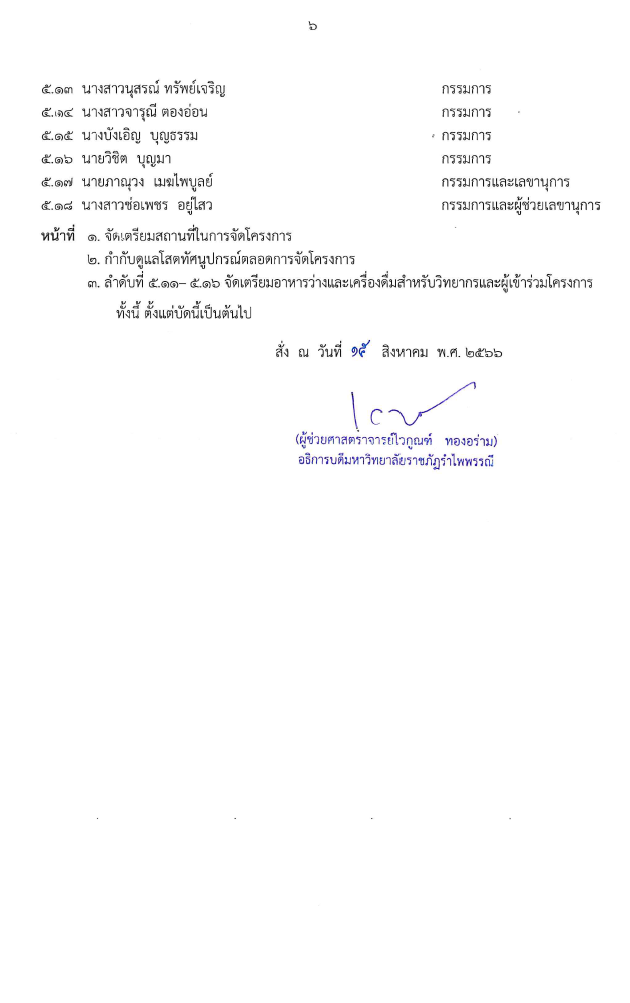 ๖
๕.๑๓ นางสาวนุสรณ์ ทรัพย์เจริญ กรรมการ
๕.๑๔ นางสาวจารุณี ตองอ่อน กรรมการ
๕.๑๕ นางบังเอิญ บุญธรรม กรรมการ
๕.๑๖ นายวิชิต บุญมา กรรมการ
๕.๑๗ นายภาณุวง เมฆไพบูลย์ กรรมการและเลขานุการ
๕.๑๘ นางสาวช่อเพชร อยู่ไสว กรรมการและผู้ช่วยเลขานุการ
หน้าที่ ๑. จัดเตรียมสถานที่ในการจัดโครงการ
๒. กำกับดูแลโสตทัศนูปกรณ์ตลอดการจัดโครงการ
๓. ลำดับที่ ๕.๑๑– ๕.๑๖ จัดเตรียมอาหารว่างและเครื่องดื่มสำหรับวิทยากรและผู้เข้าร่วมโครงการ
ทั้งนี้ ตั้งแต่บัดนี้เป็นต้นไป
สั่ง ณ วันที่ ๑๕ สิงหาคม พ.ศ. ๒๕๖๖
(ผู้ช่วยศาสตราจารย์ไวกูณฑ์ ทองอร่าม)
อธิการบดีมหาวิทยาลัยราชภัฏรำไพพรรณี